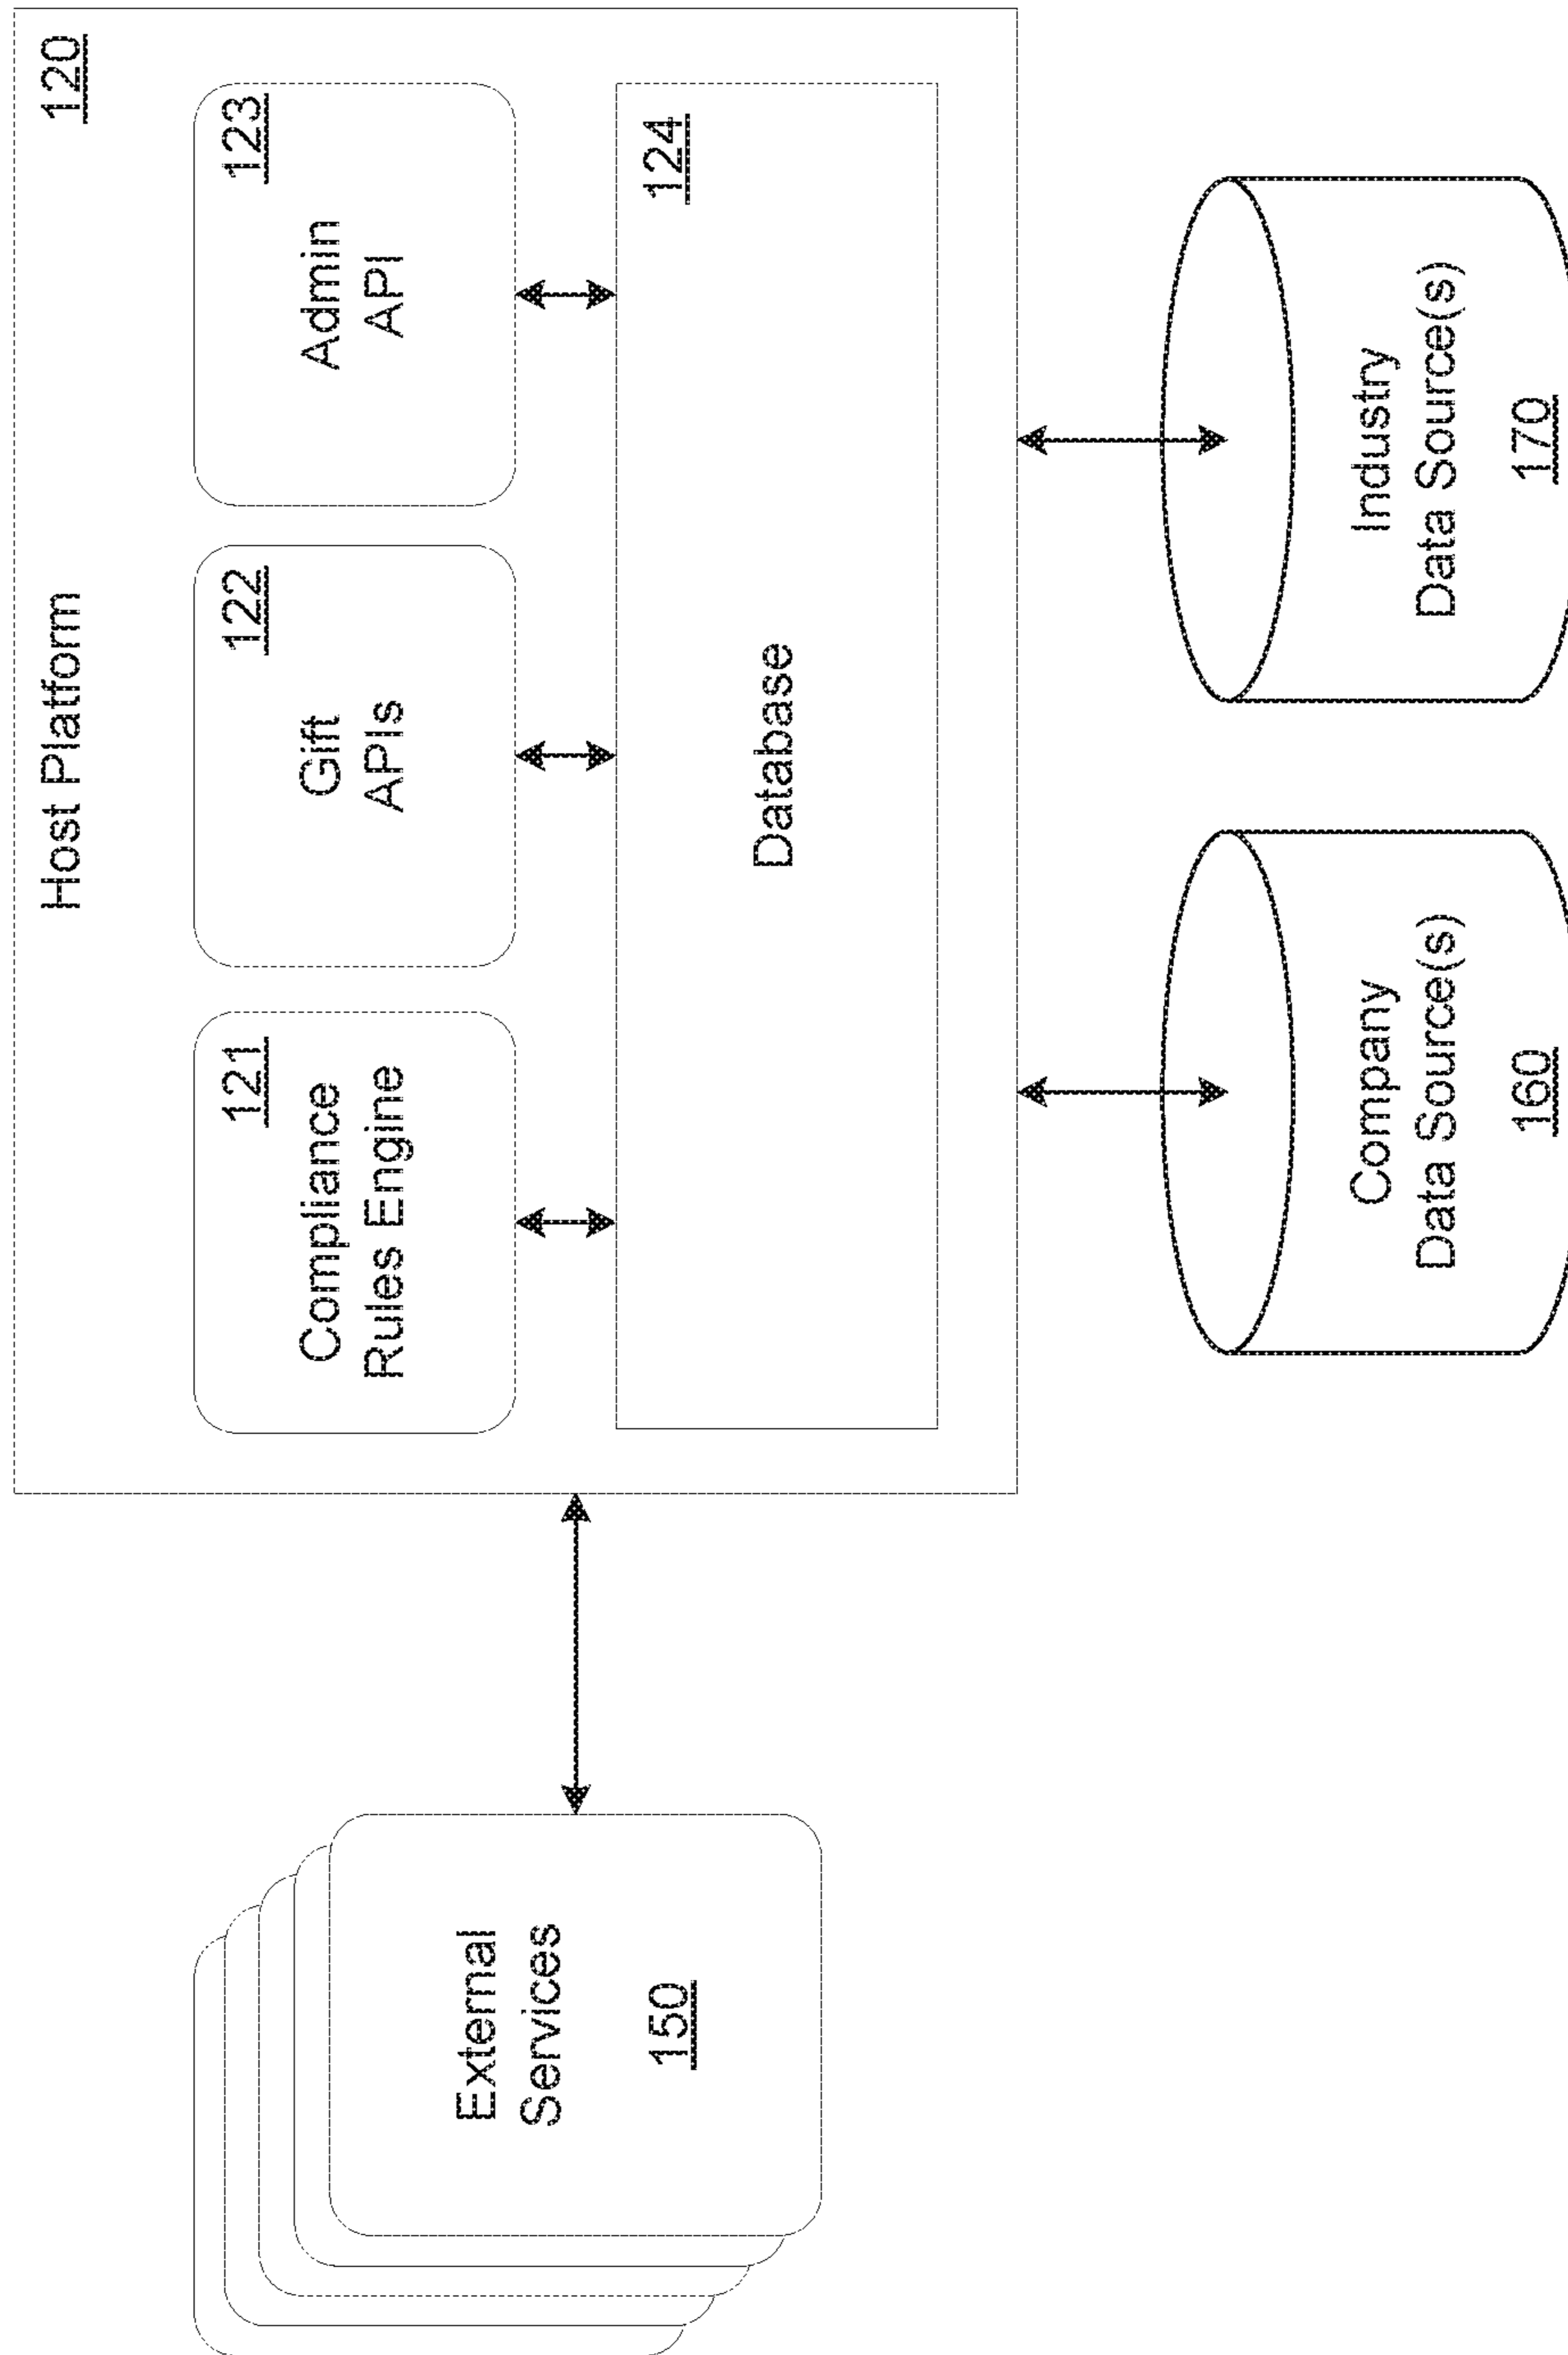 Host Platform
120
Compliance
Rules Engine
121
Gift
APIs
122
Admin
API
123
Database
124
External
Services
150
Company
Data Source(s)
160
Industry
Data Source(s)
170